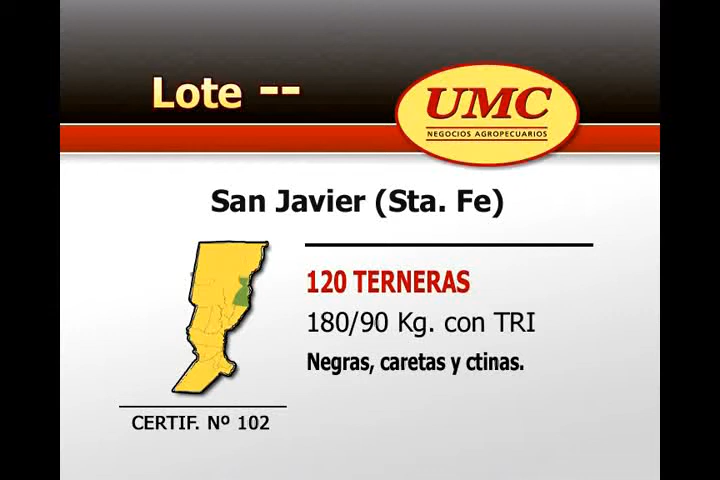 Lote --
UMC
NEGOCIOS AGROPECUARIOS
San Javier (Sta. Fe)
120 TERNERAS
180/90 Kg. con TRI
Negras, caretas y ctinas.
CERTIF. Nº 102